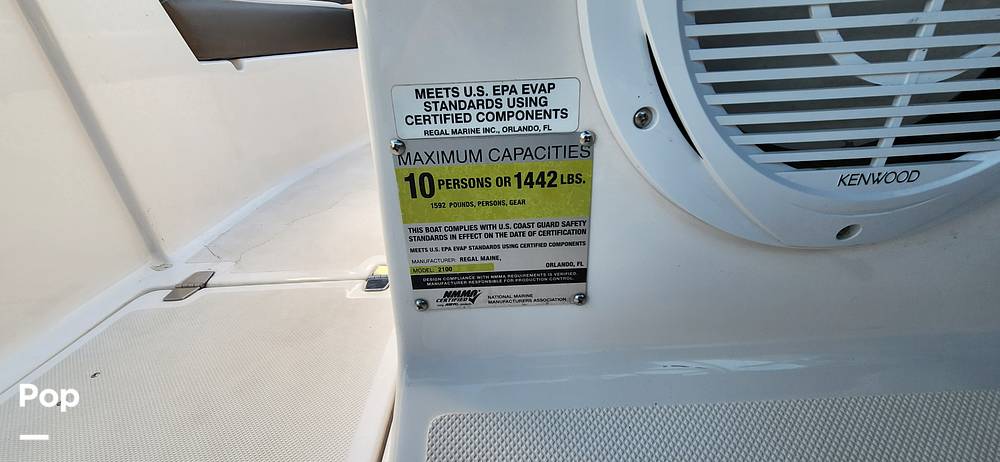 MEETS U.S. EPA EVAP
STANDARDS USING
CERTIFIED COMPONENTS
REGAL MARINE INC., ORLANDO, FL
MAXIMUM CAPACITIES
10 PERSONS OR 1442 LBS.
1592 POUNDS, PERSONS, GEAR
THIS BOAT COMPLIES WITH U.S. COAST GUARD SAFETY
STANDARDS IN EFFECT ON THE DATE OF CERTIFICATION
MEETS U.S. EPA EVAP STANDARDS USING CERTIFIED COMPONENTS
MANUFACTURER: REGAL MAINE,
ORLANDO, FL
MODEL: 2100
DESIGN COMPLIANCE WITH NMMA REQUIREMENTS IS VERIFIED.
MANUFACTURER RESPONSIBLE FOR PRODUCTION CONTROL.
NMMA
CERTIFIED
NATIONAL MARINE
MANUFACTURERS ASSOCIATION
KENWOOD
Pop